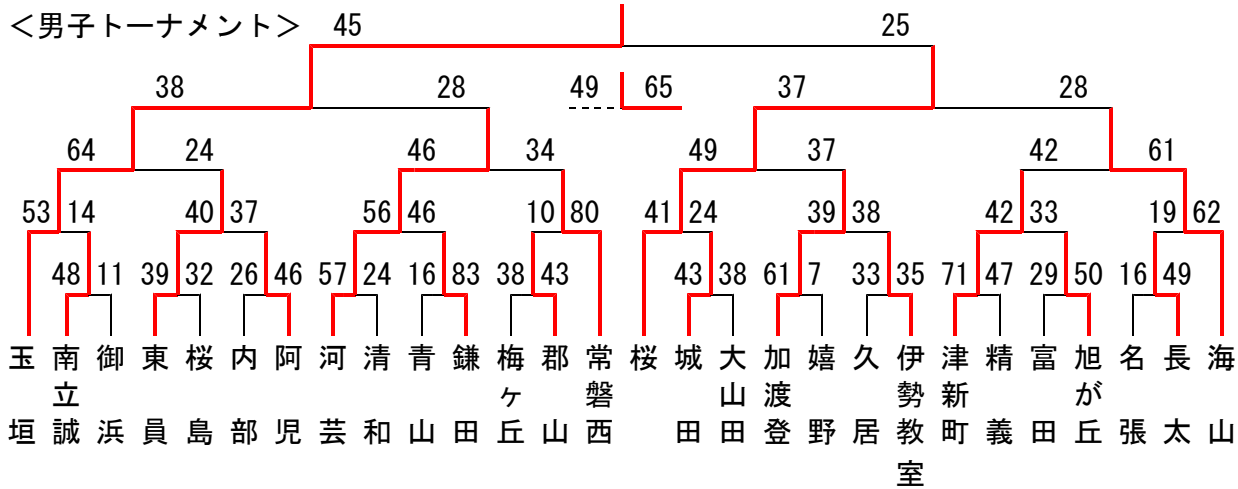 ＜男子トーナメント＞ 45 25
38 28 49 65 37 28
64 24 46 34 49 37 42 61
53 14 40 37 56 46 10 80 41 24 39 38 42 33 19 62
48 11 39 32 26 46 57 24 16 83 38 43 43 38 61 7 33 35 71 47 29 50 16 49
玉垣
南立誠
御浜
東員
桜島
内部
阿児
河芸
清和
青山
鎌田
梅ヶ丘
郡山
常磐西
桜
城田
大山田
加渡登
嬉野
久居
伊勢教室
津新町
精義
富田
旭が丘
名張
長太
海山